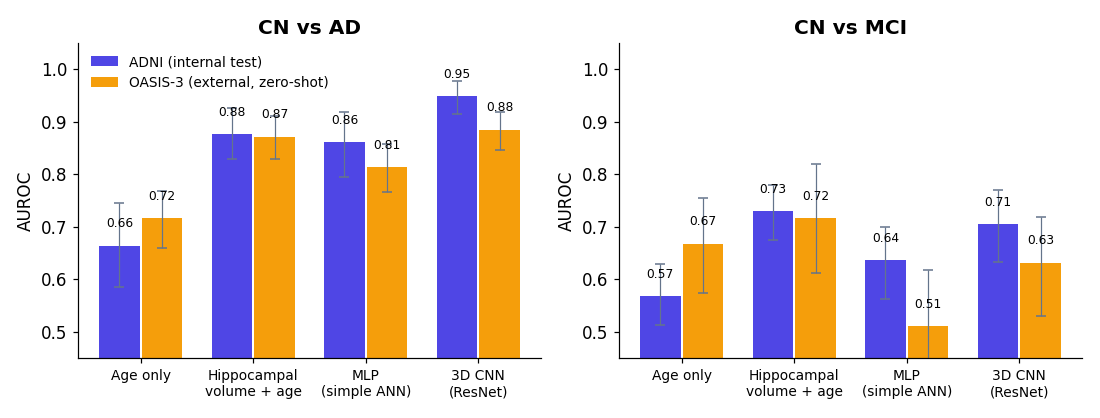 CN vs AD
AUROC
1.0
0.9
0.8
0.7
0.6
0.5
ADNI (internal test)
OASIS-3 (external, zero-shot)
0.66
0.72
0.88
0.87
0.86
0.81
0.95
0.88
Age only
Hippocampal
volume + age
MLP
(simple ANN)
3D CNN
(ResNet)
CN vs MCI
AUROC
1.0
0.9
0.8
0.7
0.6
0.5
0.57
0.67
0.73
0.72
0.64
0.51
0.71
0.63
Age only
Hippocampal
volume + age
MLP
(simple ANN)
3D CNN
(ResNet)